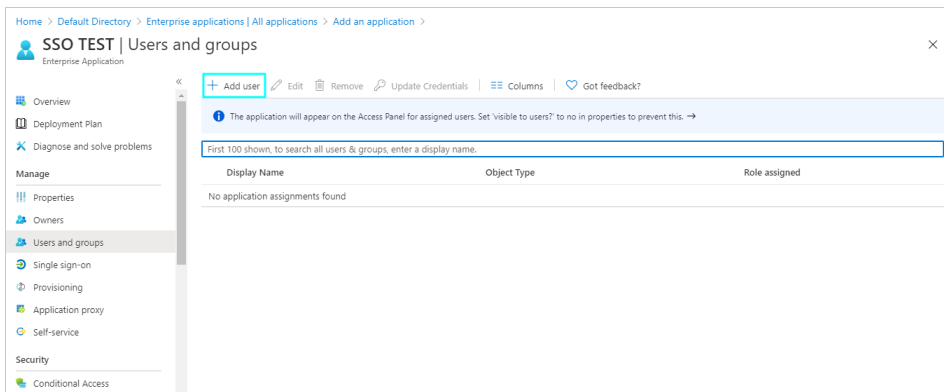 Home > Default Directory > Enterprise applications | All applications > Add an application >
SSO TEST | Users and groups
Enterprise Application
+ Add user Edit Remove Update Credentials Columns Got feedback?
The application will appear on the Access Panel for assigned users. Set 'visible to users?' to no in properties to prevent this. →
First 100 shown, to search all users & groups, enter a display name.
Display Name Object Type Role assigned
No application assignments found
Overview
Deployment Plan
Diagnose and solve problems
Manage
Properties
Owners
Users and groups
Single sign-on
Provisioning
Application proxy
Self-service
Security
Conditional Access